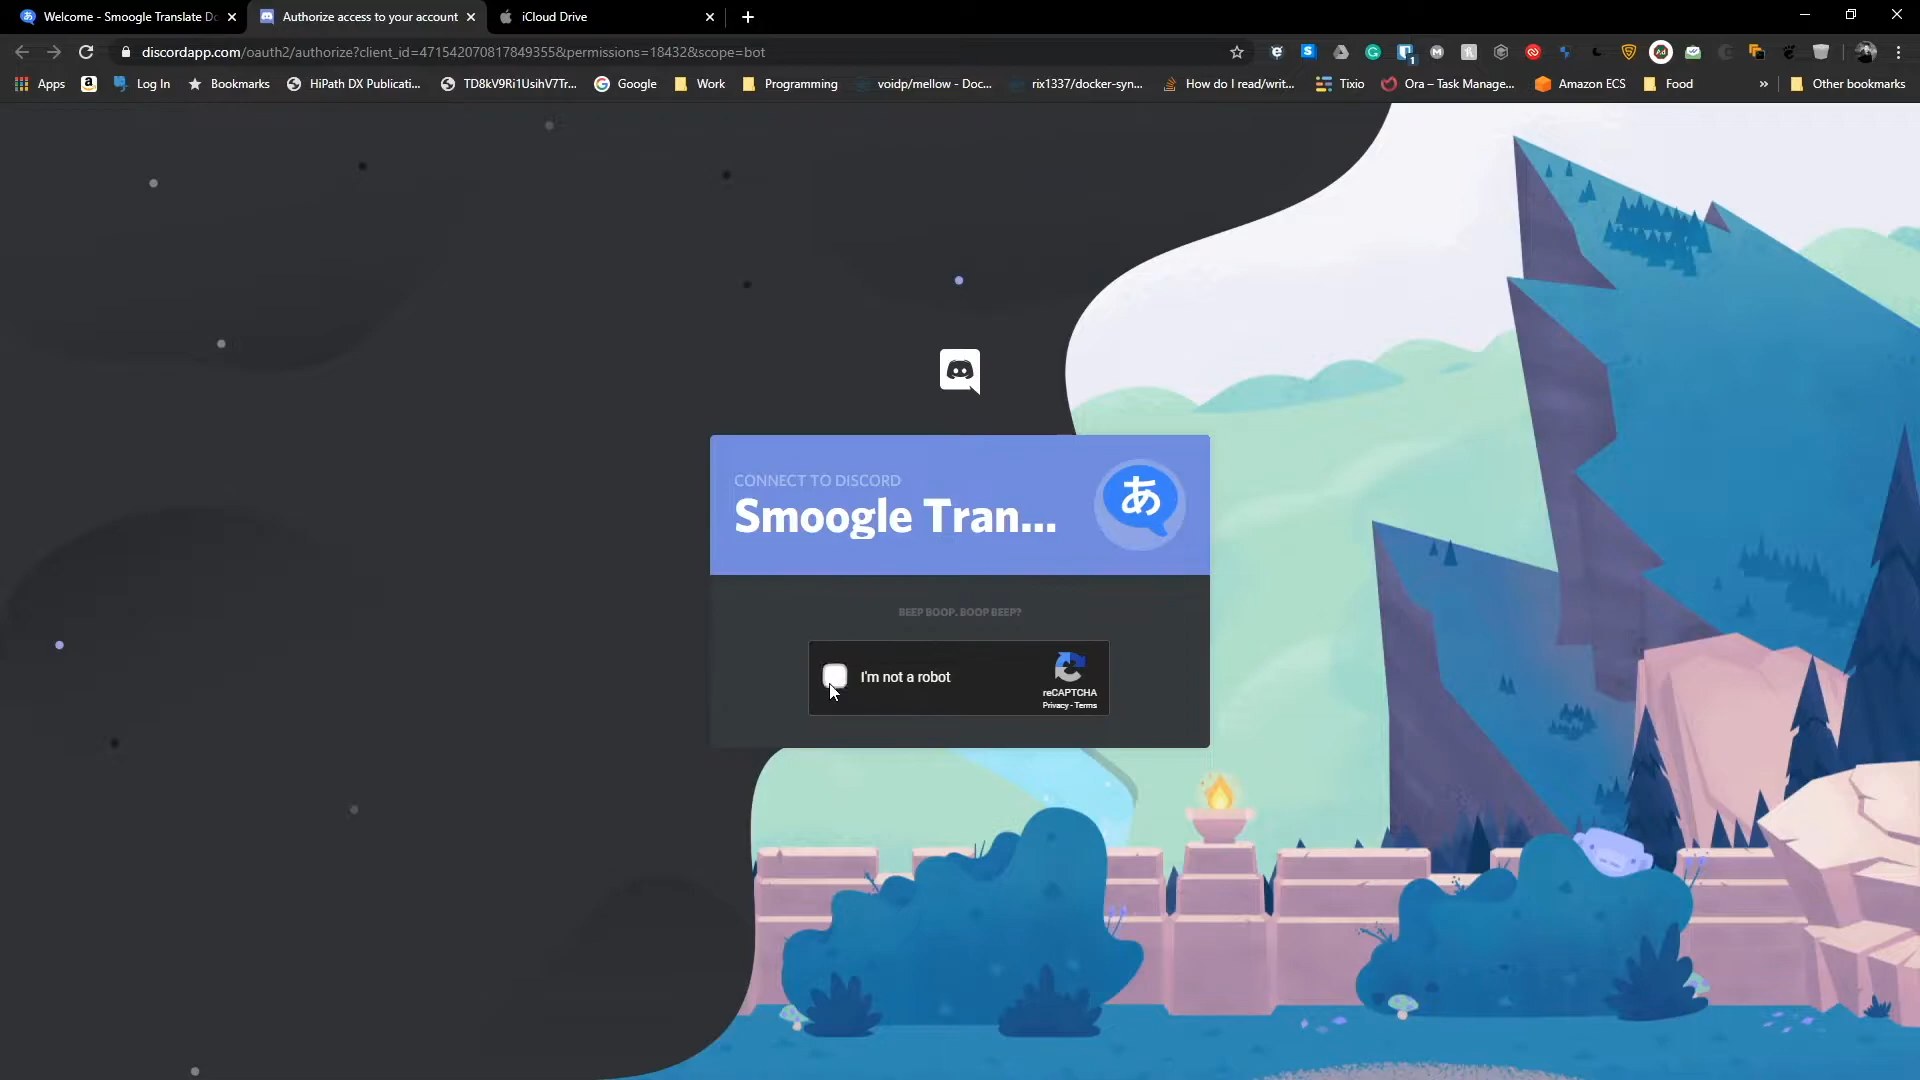 Welcome - Smoogle Translate Do
Authorize access to your account
iCloud Drive
discordapp.com/oauth2/authorize?client_id=471542070817849355&permissions=18432&scope=bot
Apps
Log In
Bookmarks
HiPath DX Publicati...
TD8kV9Ri1UsihV7Tr...
Google
Work
Programming
voidp/mellow - Doc...
rix1337/docker-syn...
How do I read/writ...
Tixio
Ora – Task Manage...
Amazon ECS
Food
»
Other bookmarks
CONNECT TO DISCORD
Smoogle Tran...
あ
BEEP BOOP. BOOP BEEP?
I'm not a robot
reCAPTCHA
Privacy - Terms